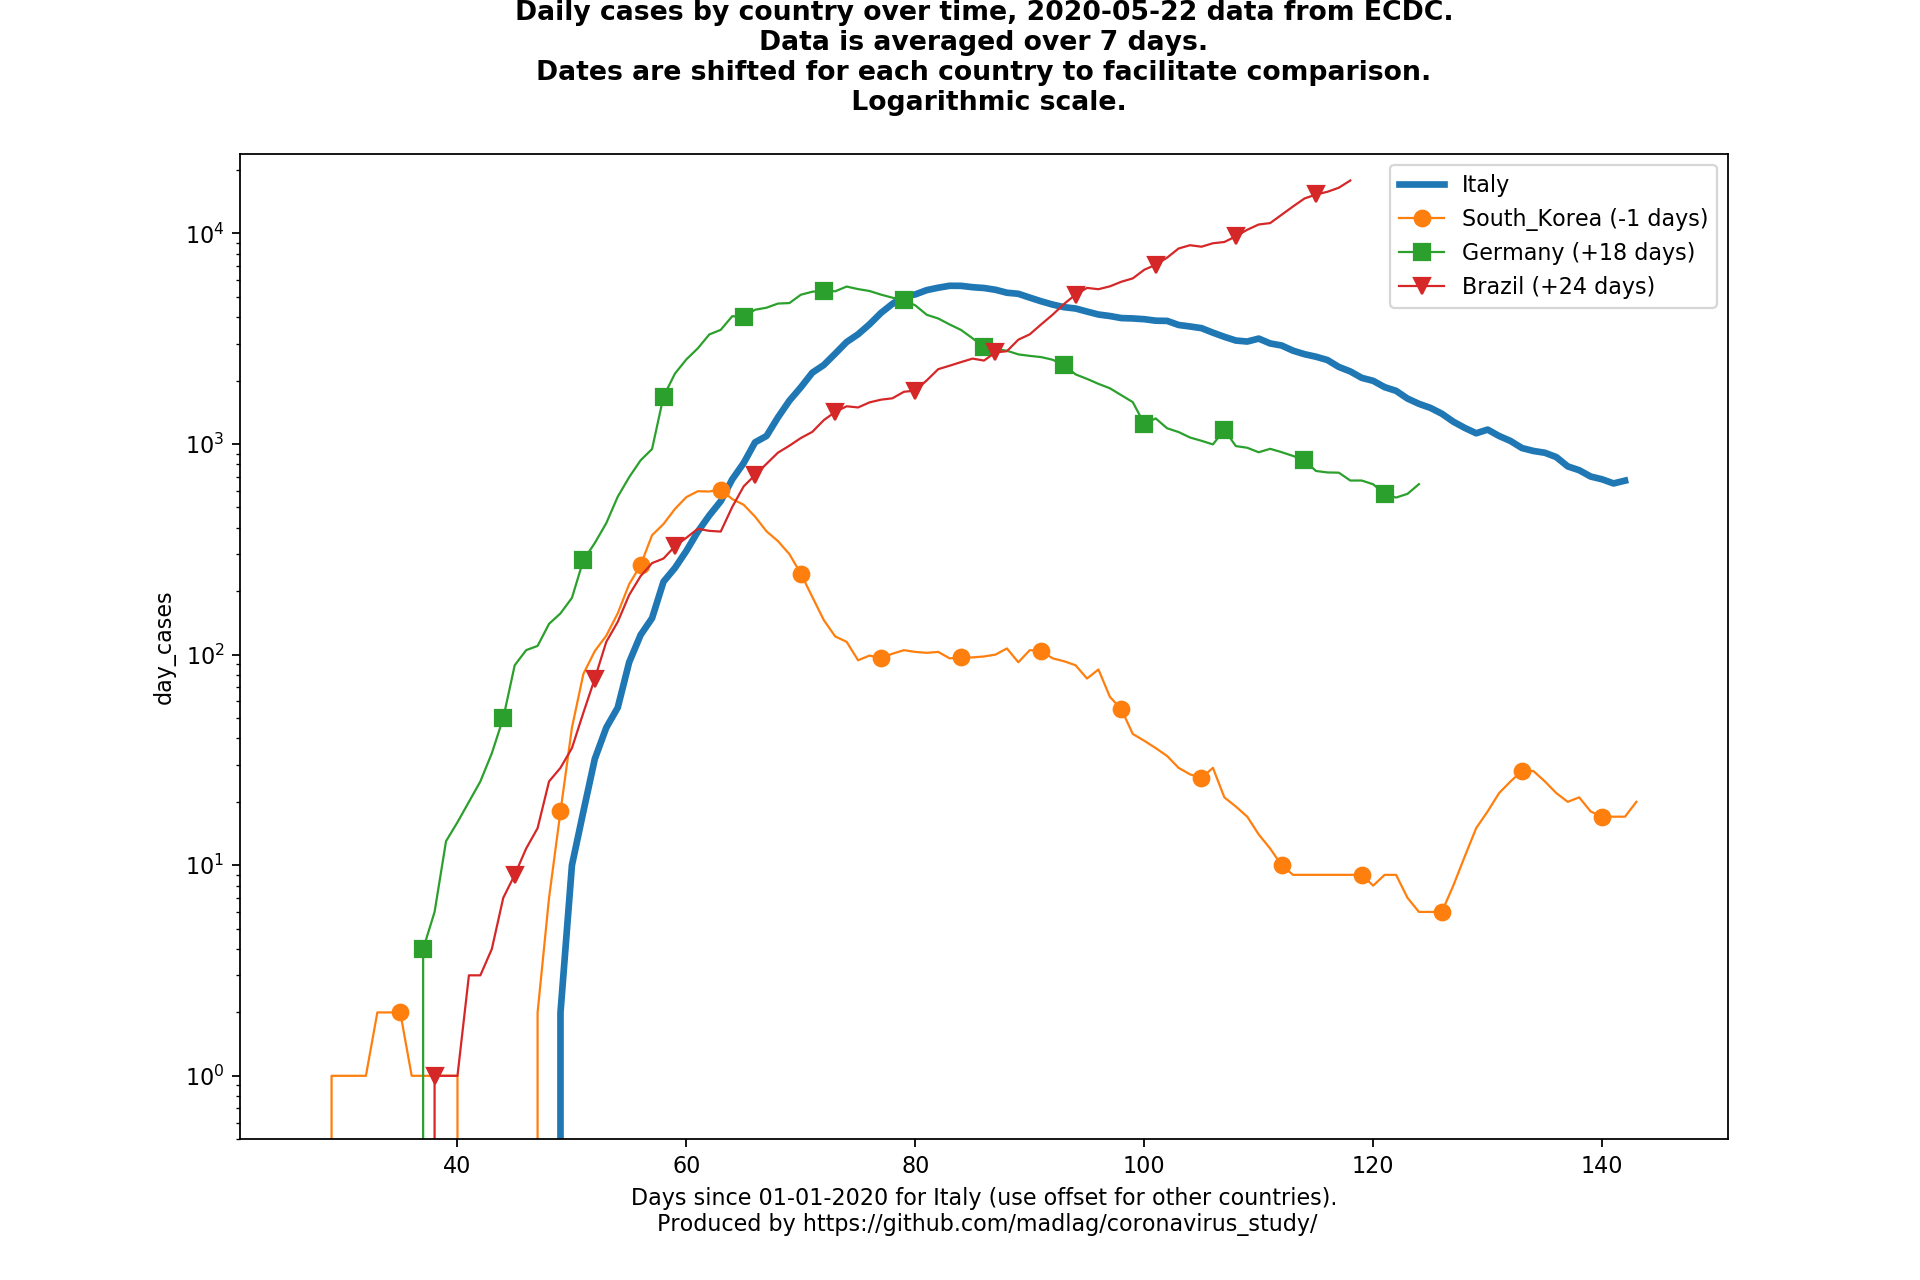 Daily cases by country over time, 2020-05-22 data from ECDC.
Data is averaged over 7 days.
Dates are shifted for each country to facilitate comparison.
Logarithmic scale.
Italy
South_Korea (-1 days)
Germany (+18 days)
Brazil (+24 days)
day_cases
10⁴
10³
10²
10¹
10⁰
40 60 80 100 120 140
Days since 01-01-2020 for Italy (use offset for other countries).
Produced by https://github.com/madlag/coronavirus_study/